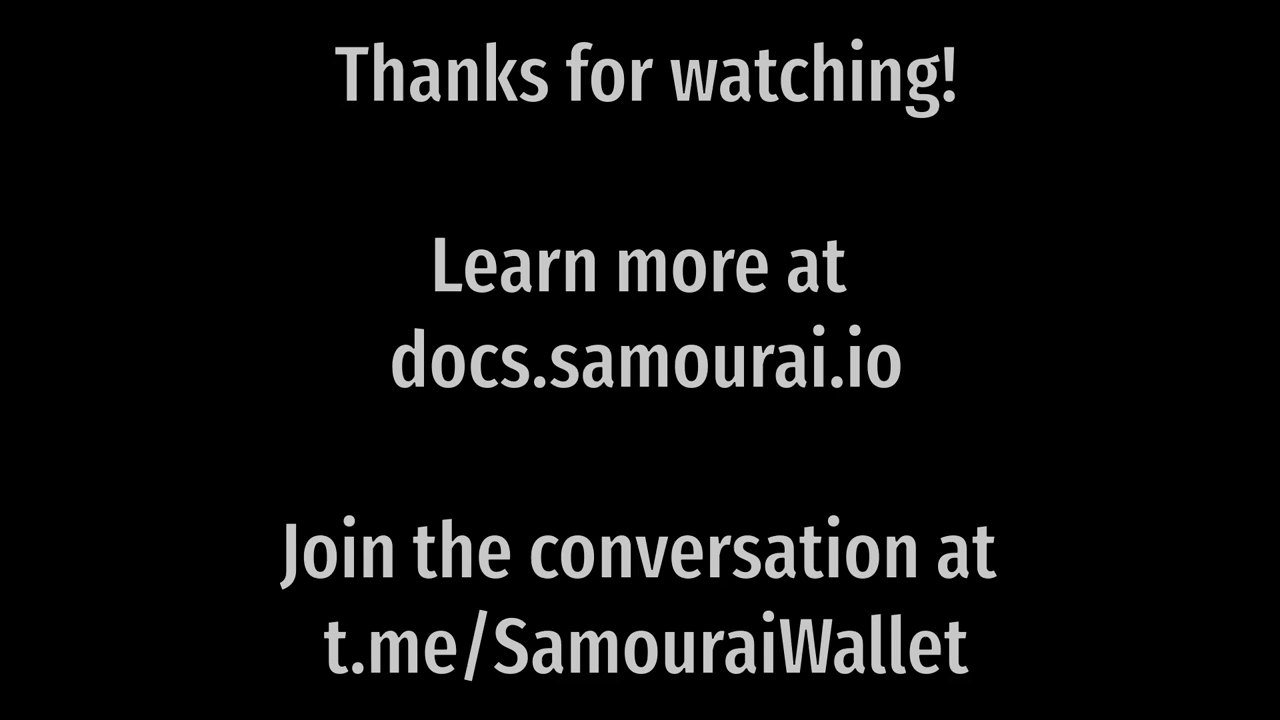 Thanks for watching!
Learn more at
docs.samourai.io
Join the conversation at
t.me/SamouraiWallet